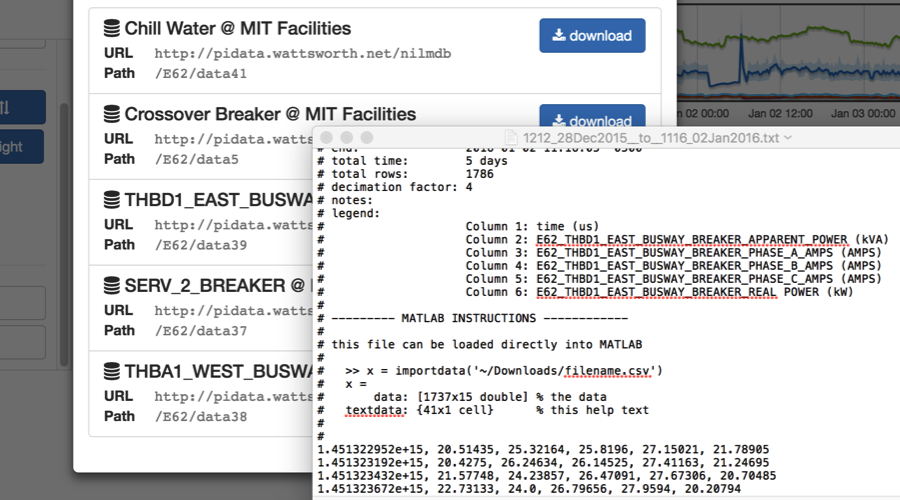 Chill Water @ MIT Facilities
download
URL http://pidata.wattsworth.net/nilmdb
Path /E62/data41
Crossover Breaker @ MIT Facilities
download
URL http://pidata.watts
Path /E62/data5
THBD1_EAST_BUSWA
URL http://pidata.watts
Path /E62/data39
SERV_2_BREAKER @
URL http://pidata.watts
Path /E62/data37
THBA1_WEST_BUSWA
URL http://pidata.watts
Path /E62/data38
ight
n 02 00:00 Jan 02 12:00 Jan 03 00:00
1212_28Dec2015__to__1116_02Jan2016.txt
# total time: 5 days
# total rows: 1786
# decimation factor: 4
# notes:
# legend:
# Column 1: time (us)
# Column 2: E62_THBD1_EAST_BUSWAY_BREAKER_APPARENT_POWER (kVA)
# Column 3: E62_THBD1_EAST_BUSWAY_BREAKER_PHASE_A_AMPS (AMPS)
# Column 4: E62_THBD1_EAST_BUSWAY_BREAKER_PHASE_B_AMPS (AMPS)
# Column 5: E62_THBD1_EAST_BUSWAY_BREAKER_PHASE_C_AMPS (AMPS)
# Column 6: E62_THBD1_EAST_BUSWAY_BREAKER_REAL POWER (kW)
#
# --------- MATLAB INSTRUCTIONS ------------
#
# this file can be loaded directly into MATLAB
#
# >> x = importdata('~/Downloads/filename.csv')
# x =
# data: [1737x15 double] % the data
# textdata: {41x1 cell} % this help text
#
#
1.451322952e+15, 20.51435, 25.32164, 25.8196, 27.15021, 21.78905
1.451323192e+15, 20.4275, 26.24634, 26.14525, 27.41163, 21.24695
1.451323432e+15, 21.57748, 24.23857, 26.47091, 27.67306, 20.70485
1.451323672e+15, 22.73133, 24.0, 26.79656, 27.9594, 20.20794